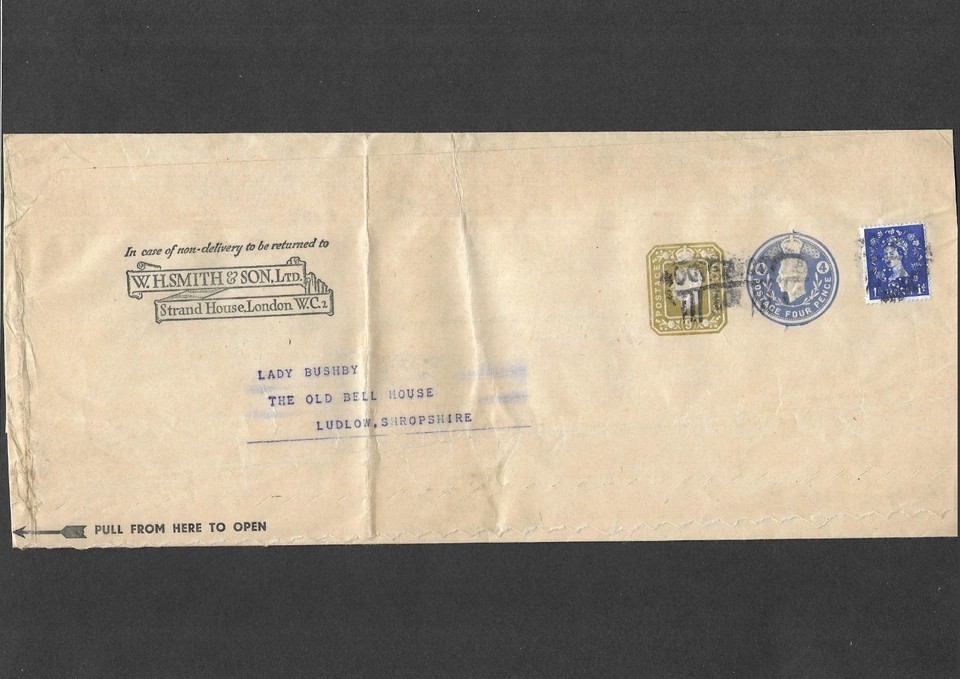 In case of non-delivery to be returned to
W. H. SMITH & SON, LTD.
Strand House, London W.C.2
POSTAGE
4 4
POSTAGE FOUR PENCE
LADY BUSHBY
THE OLD BELL HOUSE
LUDLOW, SHROPSHIRE
PULL FROM HERE TO OPEN